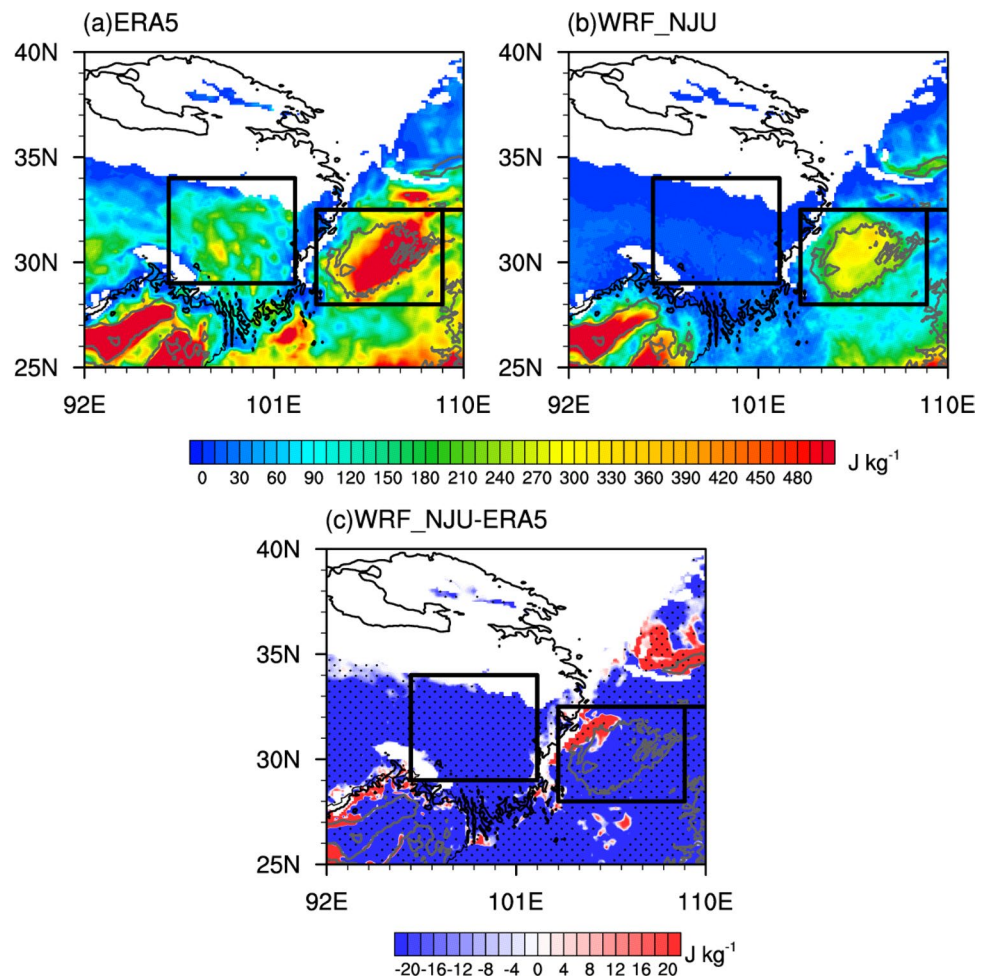 (a)ERA5
(b)WRF_NJU
40N
40N
35N
35N
30N
30N
25N
25N
92E 101E 110E
92E 101E 110E
0 30 60 90 120 150 180 210 240 270 300 330 360 390 420 450 480
J kg-1
(c)WRF_NJU-ERA5
40N
35N
30N
25N
92E 101E 110E
-20 -16 -12 -8 -4 0 4 8 12 16 20
J kg-1